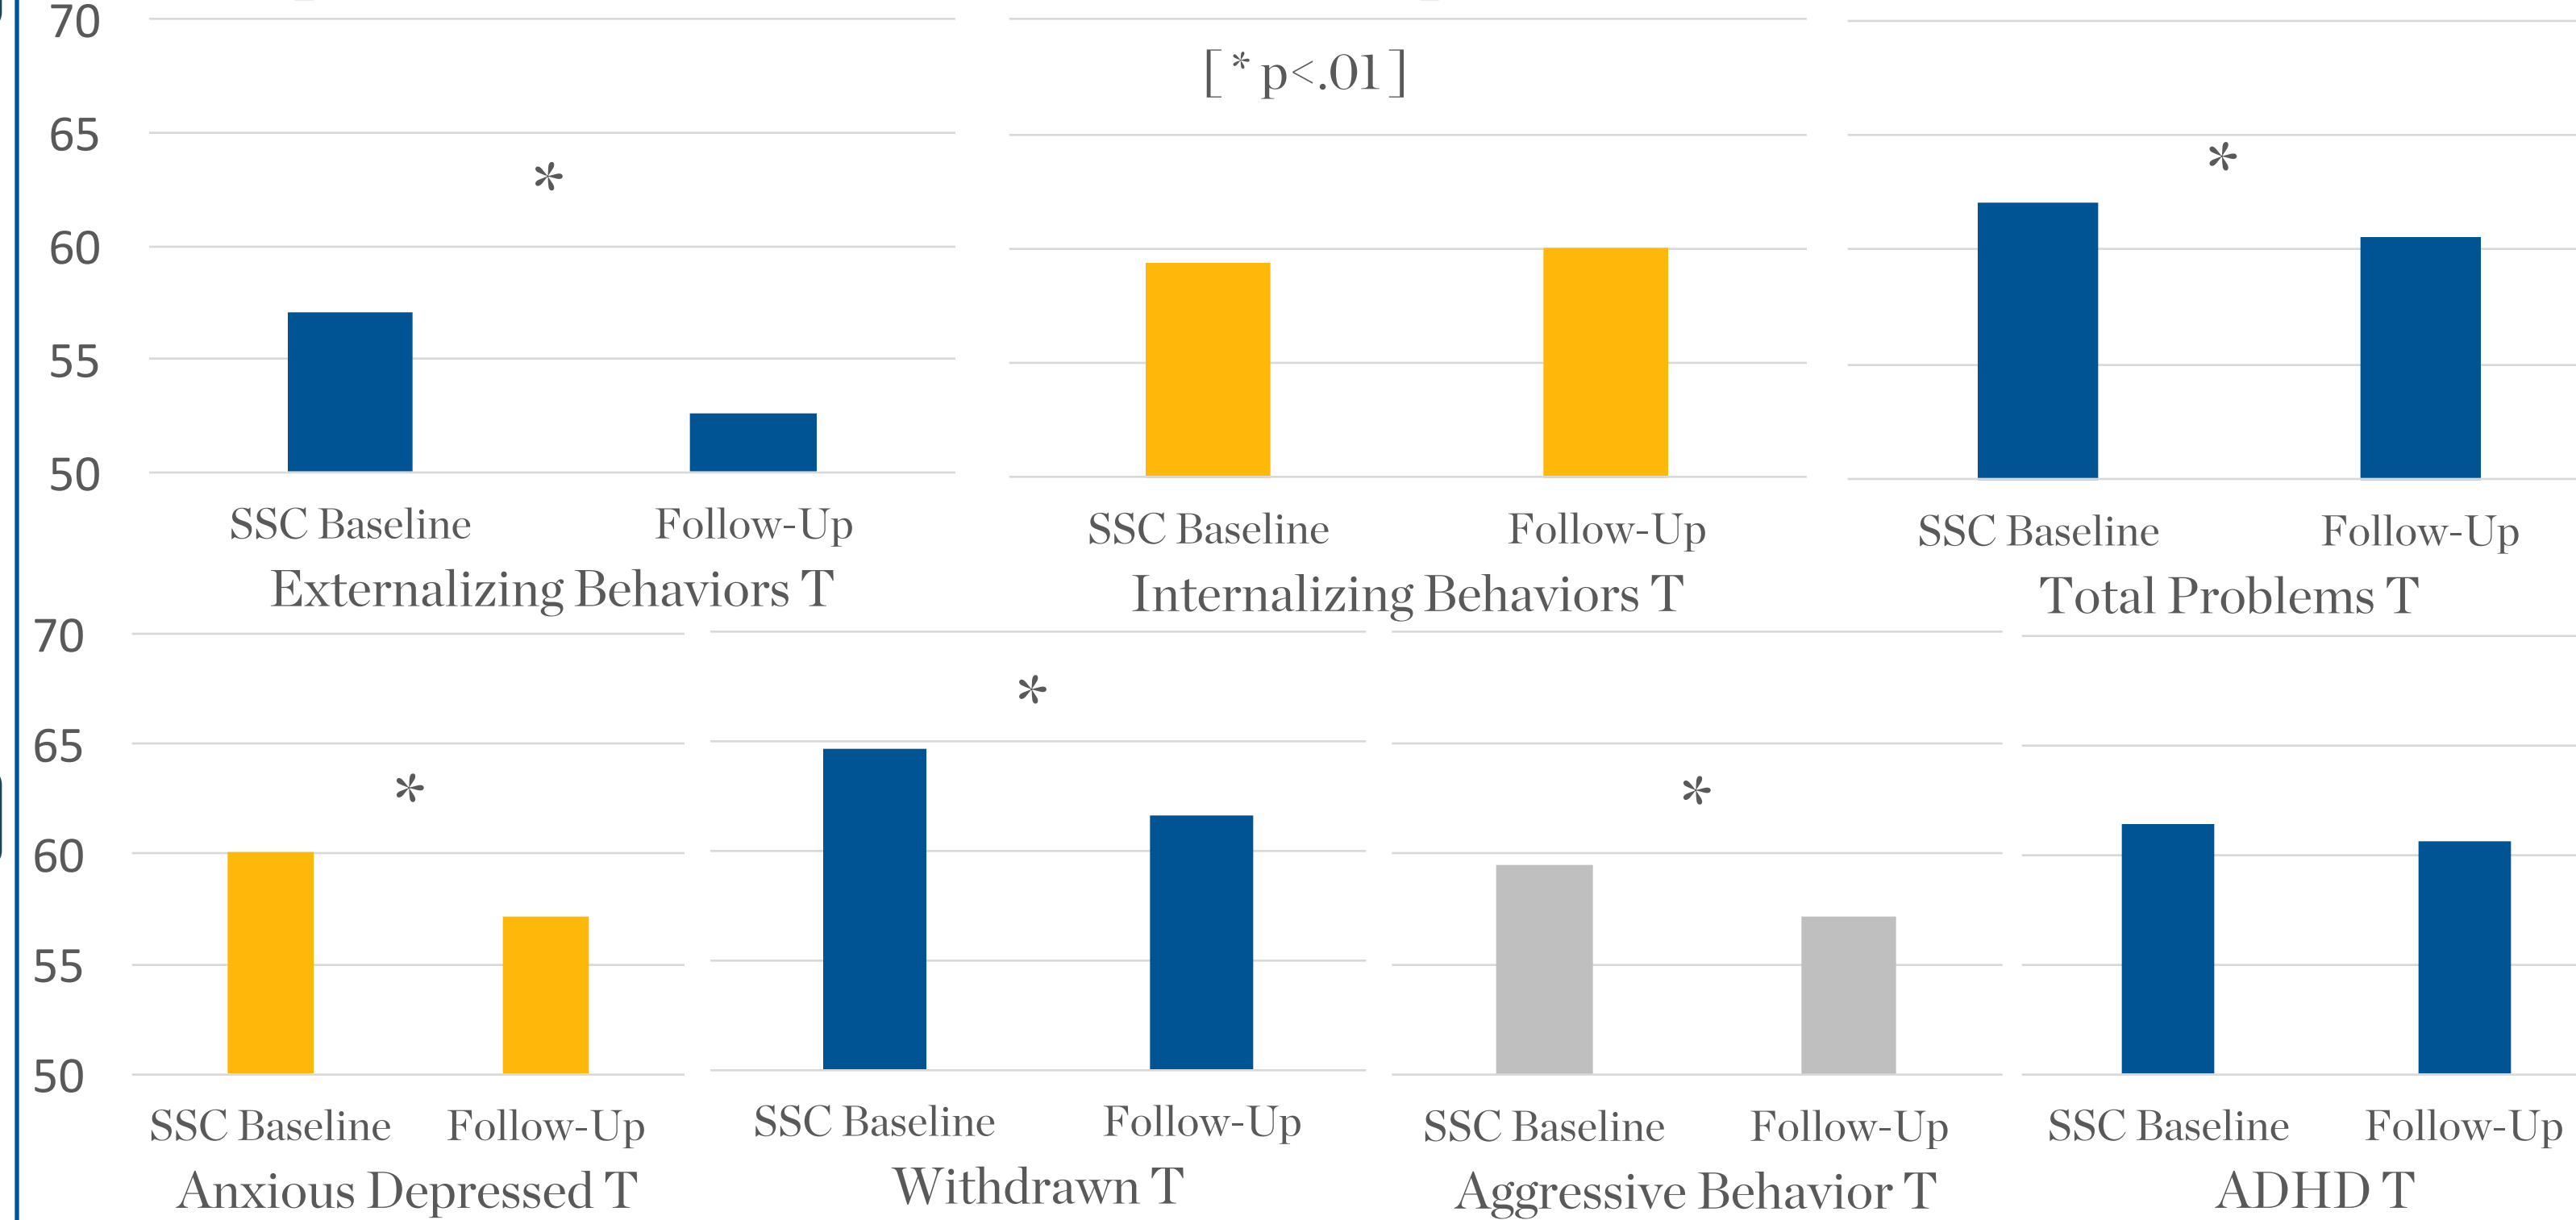 70
[ * p<.01 ]
65
*
*
60
55
50
SSC Baseline Follow-Up SSC Baseline Follow-Up SSC Baseline Follow-Up
Externalizing Behaviors T Internalizing Behaviors T Total Problems T
70
*
65
* *
60
55
50
SSC Baseline Follow-Up SSC Baseline Follow-Up SSC Baseline Follow-Up SSC Baseline Follow-Up
Anxious Depressed T Withdrawn T Aggressive Behavior T ADHD T